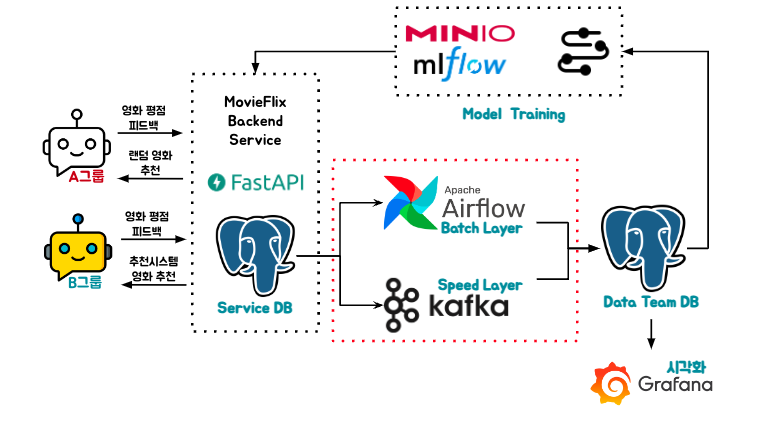 MINIO
mlflow
Model Training
MovieFlix
Backend
Service
FastAPI
Service DB
영화 평점
피드백
랜덤 영화
추천
A그룹
영화 평점
피드백
추천시스템
영화 추천
B그룹
Apache
Airflow
Batch Layer
Speed Layer
kafka
Data Team DB
시각화
Grafana